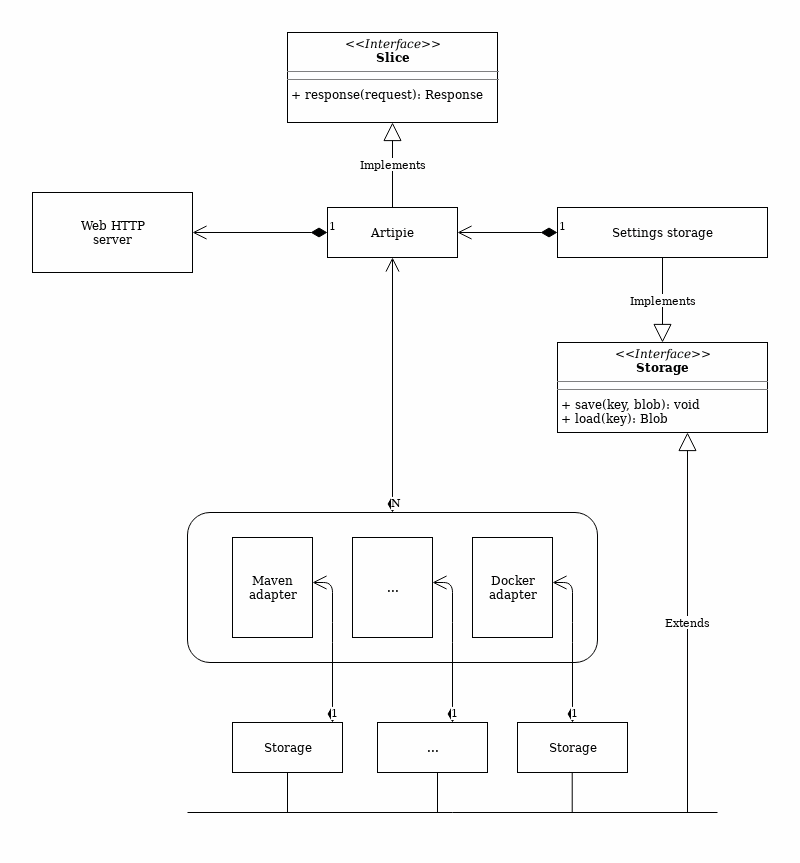 <<Interface>>
Slice
+ response(request): Response
Implements
Web HTTP
server
1
Artipie
1
Settings storage
Implements
<<Interface>>
Storage
+ save(key, blob): void
+ load(key): Blob
N
Maven
adapter
...
Docker
adapter
Extends
1
1
1
Storage
...
Storage